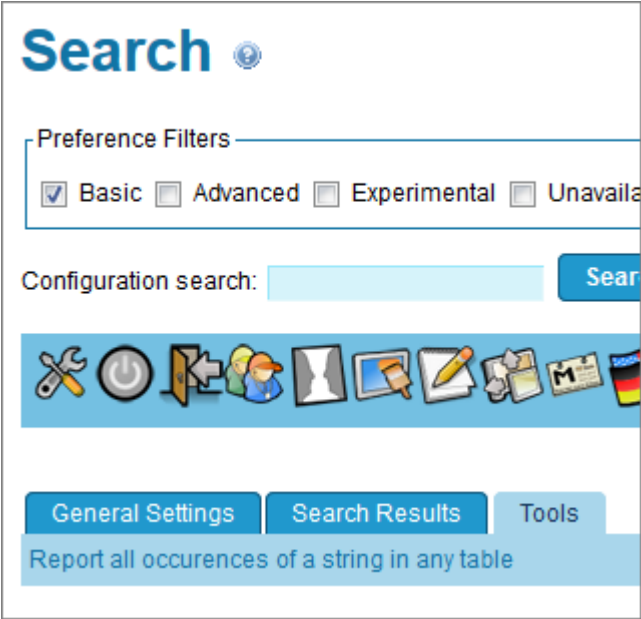 Search
Preference Filters
Basic Advanced Experimental
Configuration search:
M
General Settings Search Results Tools
Report all occurences of a string in any table